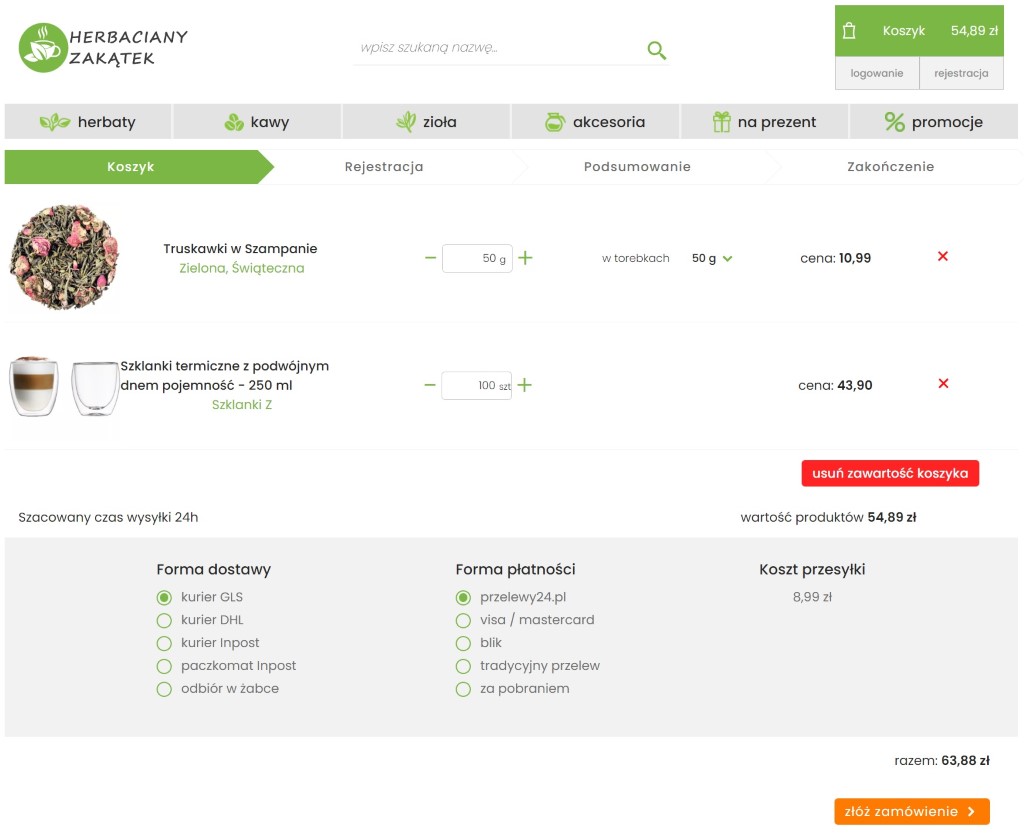 HERBACIANY
ZAKĄTEK
wpisz szukaną nazwę...
Koszyk 54,89 zł
logowanie rejestracja
herbaty kawy zioła akcesoria na prezent promocje
Koszyk Rejestracja Podsumowanie Zakończenie
Truskawki w Szampanie
Zielona, Świąteczna
50 g w torebkach 50 g cena: 10,99
Szklanki termiczne z podwójnym
dnem pojemność - 250 ml
Szklanki Z
100 szt cena: 43,90
usuń zawartość koszyka
Szacowany czas wysyłki 24h wartość produktów 54,89 zł
Forma dostawy Forma płatności Koszt przesyłki
kurier GLS przelewy24.pl 8,99 zł
kurier DHL visa / mastercard
kurier Inpost blik
paczkomat Inpost tradycyjny przelew
odbiór w żabce za pobraniem
razem: 63,88 zł
złóż zamówienie